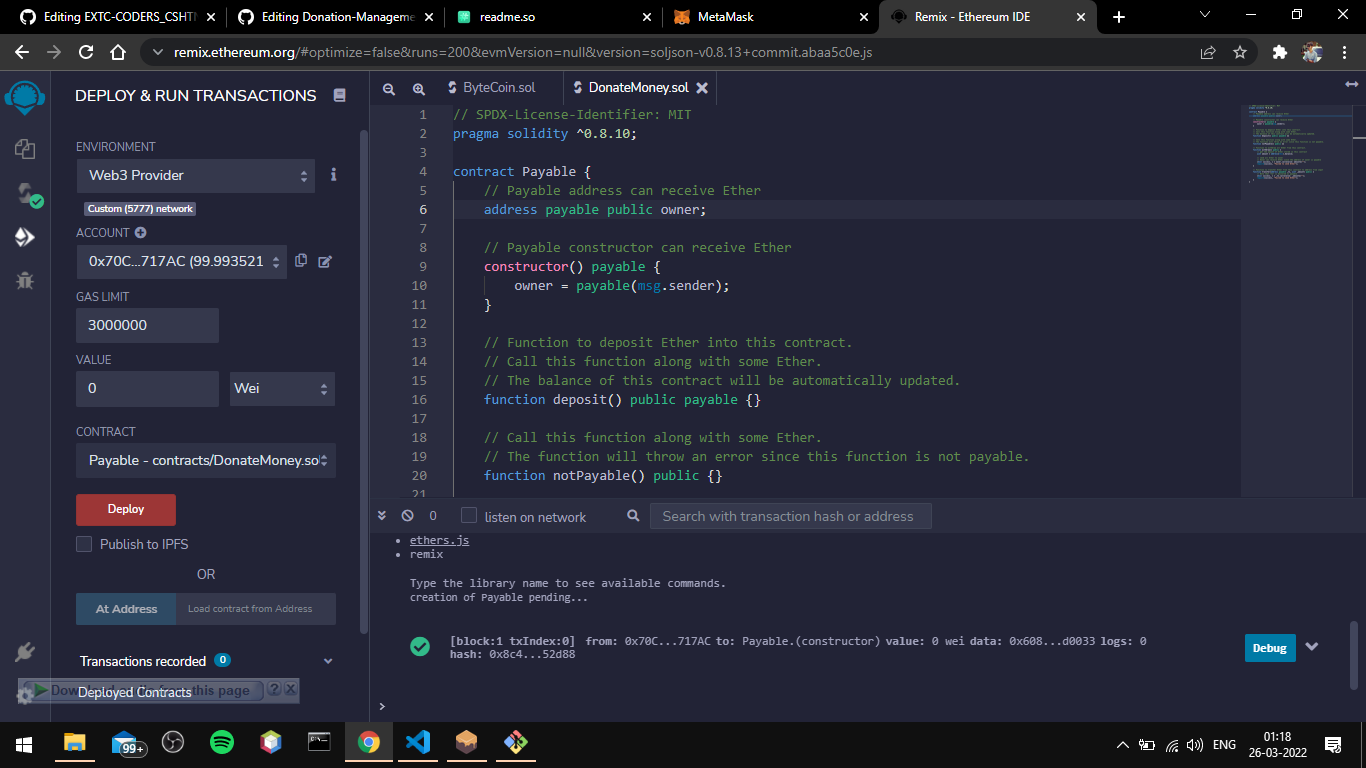 Editing EXTC-CODERS_CSHTI
Editing Donation-Manageme
readme.so
MetaMask
Remix - Ethereum IDE
remix.ethereum.org/#optimize=false&runs=200&evmVersion=null&version=soljson-v0.8.13+commit.abaa5c0e.js
DEPLOY & RUN TRANSACTIONS
ENVIRONMENT
Web3 Provider
i
Custom (5777) network
ACCOUNT
0x70C...717AC (99.993521
GAS LIMIT
3000000
VALUE
0
Wei
CONTRACT
Payable - contracts/DonateMoney.so
Deploy
Publish to IPFS
OR
At Address
Load contract from Address
Transactions recorded 0
Deployed Contracts
ByteCoin.sol
DonateMoney.sol
1 // SPDX-License-Identifier: MIT
2 pragma solidity ^0.8.10;
3
4 contract Payable {
5 // Payable address can receive Ether
6 address payable public owner;
7
8 // Payable constructor can receive Ether
9 constructor() payable {
10 owner = payable(msg.sender);
11 }
12
13 // Function to deposit Ether into this contract.
14 // Call this function along with some Ether.
15 // The balance of this contract will be automatically updated.
16 function deposit() public payable {}
17
18 // Call this function along with some Ether.
19 // The function will throw an error since this function is not payable.
20 function notPayable() public {}
21
0
listen on network
Search with transaction hash or address
• ethers.js
• remix
Type the library name to see available commands.
creation of Payable pending...
[block:1 txIndex:0] from: 0x70C...717AC to: Payable.(constructor) value: 0 wei data: 0x608...d0033 logs: 0
hash: 0x8c4...52d88
Debug
>
99+
ENG
01:18
26-03-2022